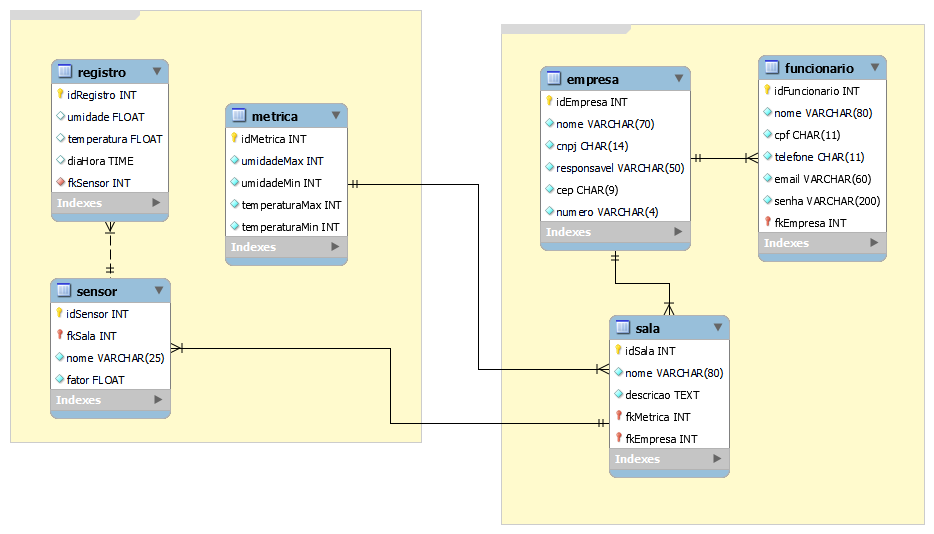 registro
idRegistro INT
umidade FLOAT
temperatura FLOAT
diaHora TIME
fkSensor INT
Indexes
metrica
idMetrica INT
umidadeMax INT
umidadeMin INT
temperaturaMax INT
temperaturaMin INT
Indexes
sensor
idSensor INT
fkSala INT
nome VARCHAR(25)
fator FLOAT
Indexes
empresa
idEmpresa INT
nome VARCHAR(70)
cnpj CHAR(14)
responsavel VARCHAR(50)
cep CHAR(9)
numero VARCHAR(4)
Indexes
funcionario
idFuncionario INT
nome VARCHAR(80)
cpf CHAR(11)
telefone CHAR(11)
email VARCHAR(60)
senha VARCHAR(200)
fkEmpresa INT
Indexes
sala
idSala INT
nome VARCHAR(80)
descricao TEXT
fkMetrica INT
fkEmpresa INT
Indexes